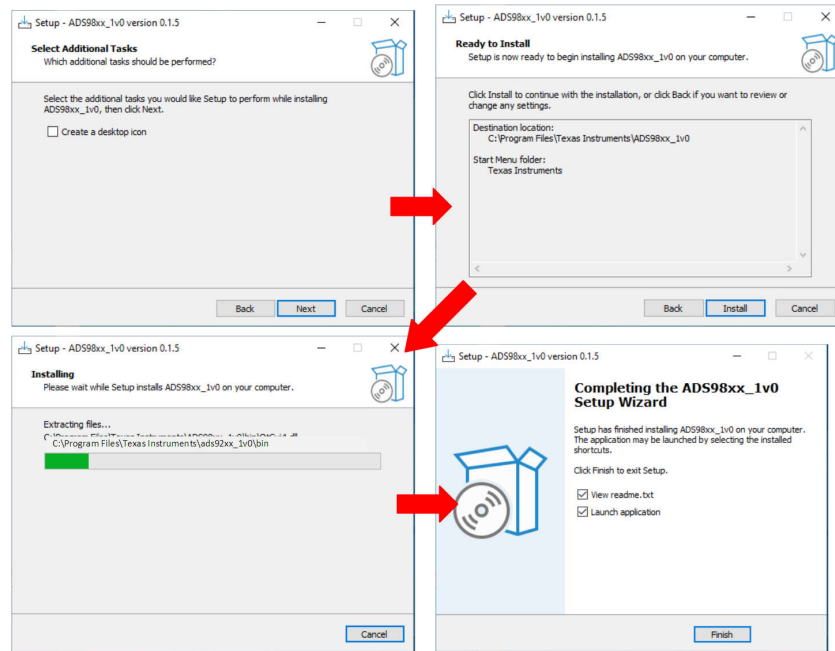 Setup - ADS98xx_1v0 version 0.1.5
Select Additional Tasks
Which additional tasks should be performed?
Select the additional tasks you would like Setup to perform while installing
ADS98xx_1v0, then click Next.
Create a desktop icon
Back Next Cancel
Setup - ADS98xx_1v0 version 0.1.5
Ready to Install
Setup is now ready to begin installing ADS98xx_1v0 on your computer.
Click Install to continue with the installation, or click Back if you want to review or
change any settings.
Destination location:
C:\Program Files\Texas Instruments\ADS98xx_1v0
Start Menu folder:
Texas Instruments
Back Install Cancel
Setup - ADS98xx_1v0 version 0.1.5
Installing
Please wait while Setup installs ADS98xx_1v0 on your computer.
Extracting files...
C:\Program Files\Texas Instruments\ads92xx_1v0\bin
Cancel
Setup - ADS98xx_1v0 version 0.1.5
Completing the ADS98xx_1v0
Setup Wizard
Setup has finished installing ADS98xx_1v0 on your computer.
The application may be launched by selecting the installed
shortcuts.
Click Finish to exit Setup.
View readme.txt
Launch application
Finish